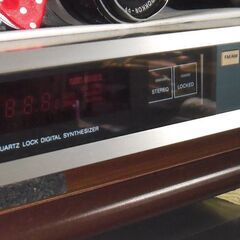 FM/AM
STEREO LOCKED
QUARTZ LOCK DIGITAL SYNTHESIZER